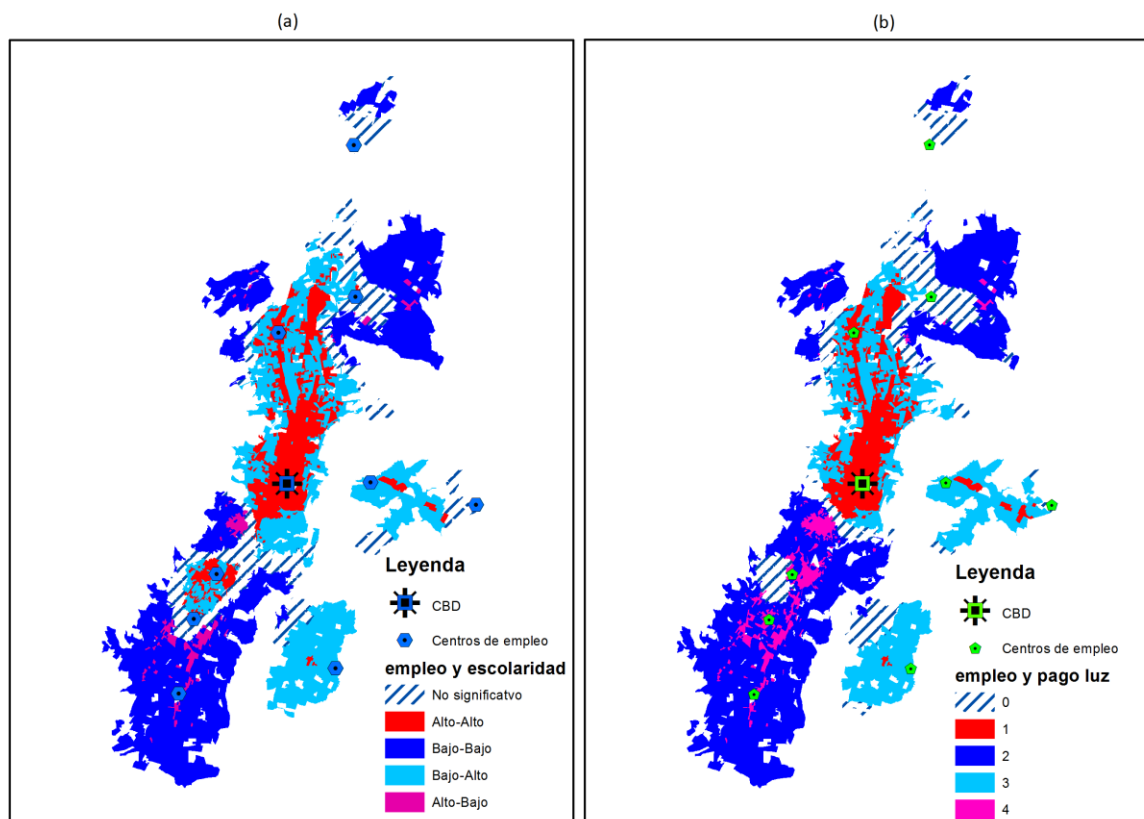 (a)
(b)
Leyenda
CBD
Centros de empleo
empleo y escolaridad
No significatvo
Alto-Alto
Bajo-Bajo
Bajo-Alto
Alto-Bajo
Leyenda
CBD
Centros de empleo
empleo y pago luz
0
1
2
3
4